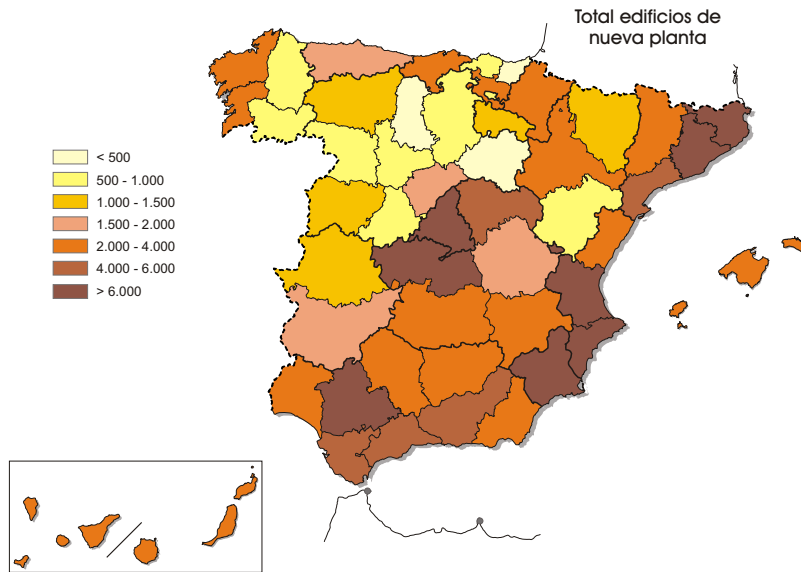 Total edificios de
nueva planta
< 500
500 - 1.000
1.000 - 1.500
1.500 - 2.000
2.000 - 4.000
4.000 - 6.000
> 6.000